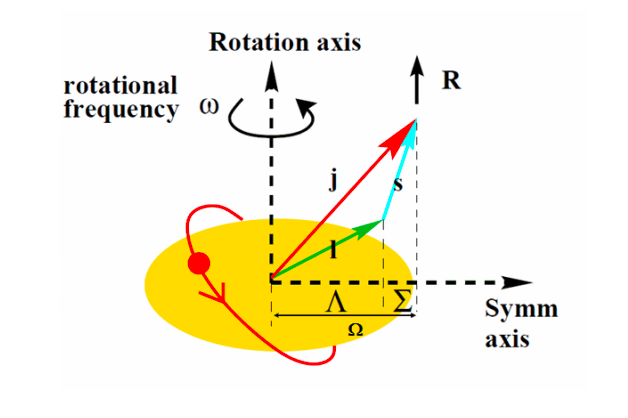 Rotation axis
rotational
frequency ω
R
j
s
l
Λ Σ
Ω
Symm
axis